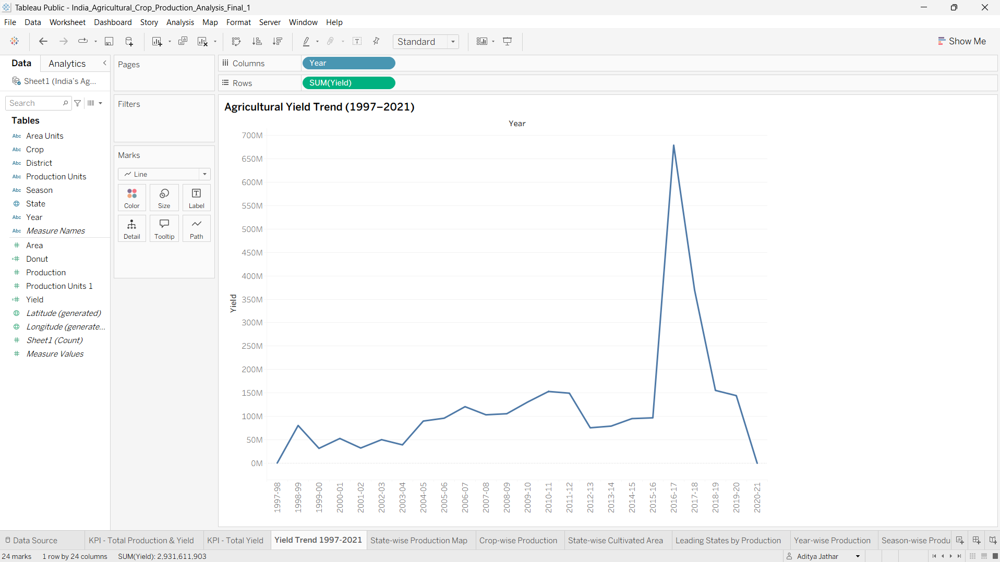 Tableau Public - India_Agricultural_Crop_Production_Analysis_Final_1
File Data Worksheet Dashboard Story Analysis Map Format Server Window Help
Standard
Show Me
Data Analytics
Sheet1 (India's Ag...
Search
Tables
Abc Area Units
Abc Crop
Abc District
Abc Production Units
Abc Season
State
Abc Year
Abc Measure Names
# Area
=# Donut
# Production
# Production Units 1
=# Yield
Latitude (generated)
Longitude (generate...
# Sheet1 (Count)
# Measure Values
Pages
Filters
Marks
Line
Color Size Label
Detail Tooltip Path
Columns Year
Rows SUM(Yield)
Agricultural Yield Trend (1997–2021)
Year
700M
650M
600M
550M
500M
450M
400M
350M
300M
250M
200M
150M
100M
50M
0M
Yield
1997-98
1998-99
1999-00
2000-01
2001-02
2002-03
2003-04
2004-05
2005-06
2006-07
2007-08
2008-09
2009-10
2010-11
2011-12
2012-13
2013-14
2014-15
2015-16
2016-17
2017-18
2018-19
2019-20
2020-21
Data Source KPI - Total Production & Yield KPI - Total Yield Yield Trend 1997-2021 State-wise Production Map Crop-wise Production State-wise Cultivated Area Leading States by Production Year-wise Production Season-wise Produ
24 marks 1 row by 24 columns SUM(Yield): 2,931,611,903 Aditya Jathar